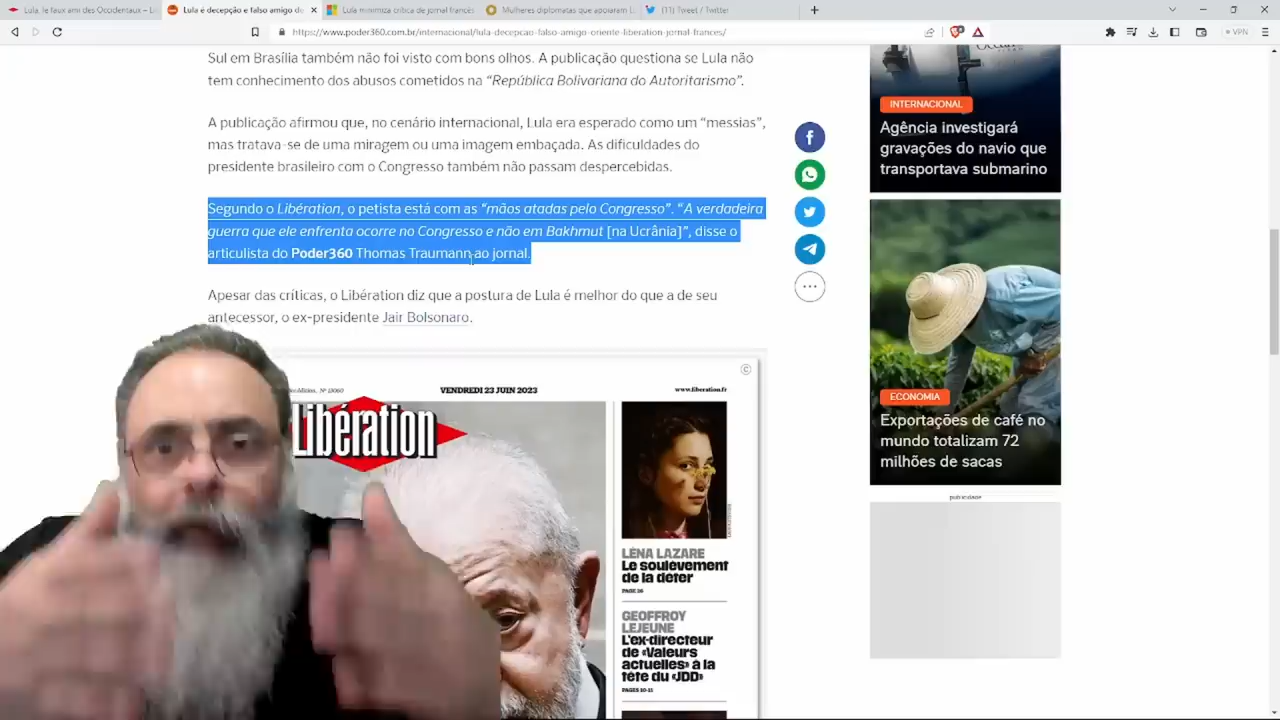 Lula, le faux ami des Occidentaux - L
Lula é decepção e falso amigo de
Lula minimiza crítica de jornal francês
Mulheres diplomatas que apoiaram L
(11) Tweet / Twitter
https://www.poder360.com.br/internacional/lula-decepcao-falso-amigo-oriente-liberation-jornal-frances/
VPN
Sul em Brasília também não foi visto com bons olhos. A publicação questiona se Lula não
tem conhecimento dos abusos cometidos na “República Bolivariana do Autoritarismo”.
A publicação afirmou que, no cenário internacional, Lula era esperado como um “messias”,
mas tratava-se de uma miragem ou uma imagem embaçada. As dificuldades do
presidente brasileiro com o Congresso também não passam despercebidas.
Segundo o Libération, o petista está com as “mãos atadas pelo Congresso”. “A verdadeira
guerra que ele enfrenta ocorre no Congresso e não em Bakhmut [na Ucrânia]”, disse o
articulista do Poder360 Thomas Traumann ao jornal.
Apesar das críticas, o Libération diz que a postura de Lula é melhor do que a de seu
antecessor, o ex-presidente Jair Bolsonaro.
VENDREDI 23 JUIN 2023
www.liberation.fr
Libération
LÉNA LAZARE
Le soulèvement
de la déter
PAGE 26
GEOFFROY
LEJEUNE
L'ex-directeur
de «Valeurs
actuelles» à la
tête du «JDD»
PAGES 10-11
INTERNACIONAL
Agência investigará
gravações do navio que
transportava submarino
ECONOMIA
Exportações de café no
mundo totalizam 72
milhões de sacas
publicidade